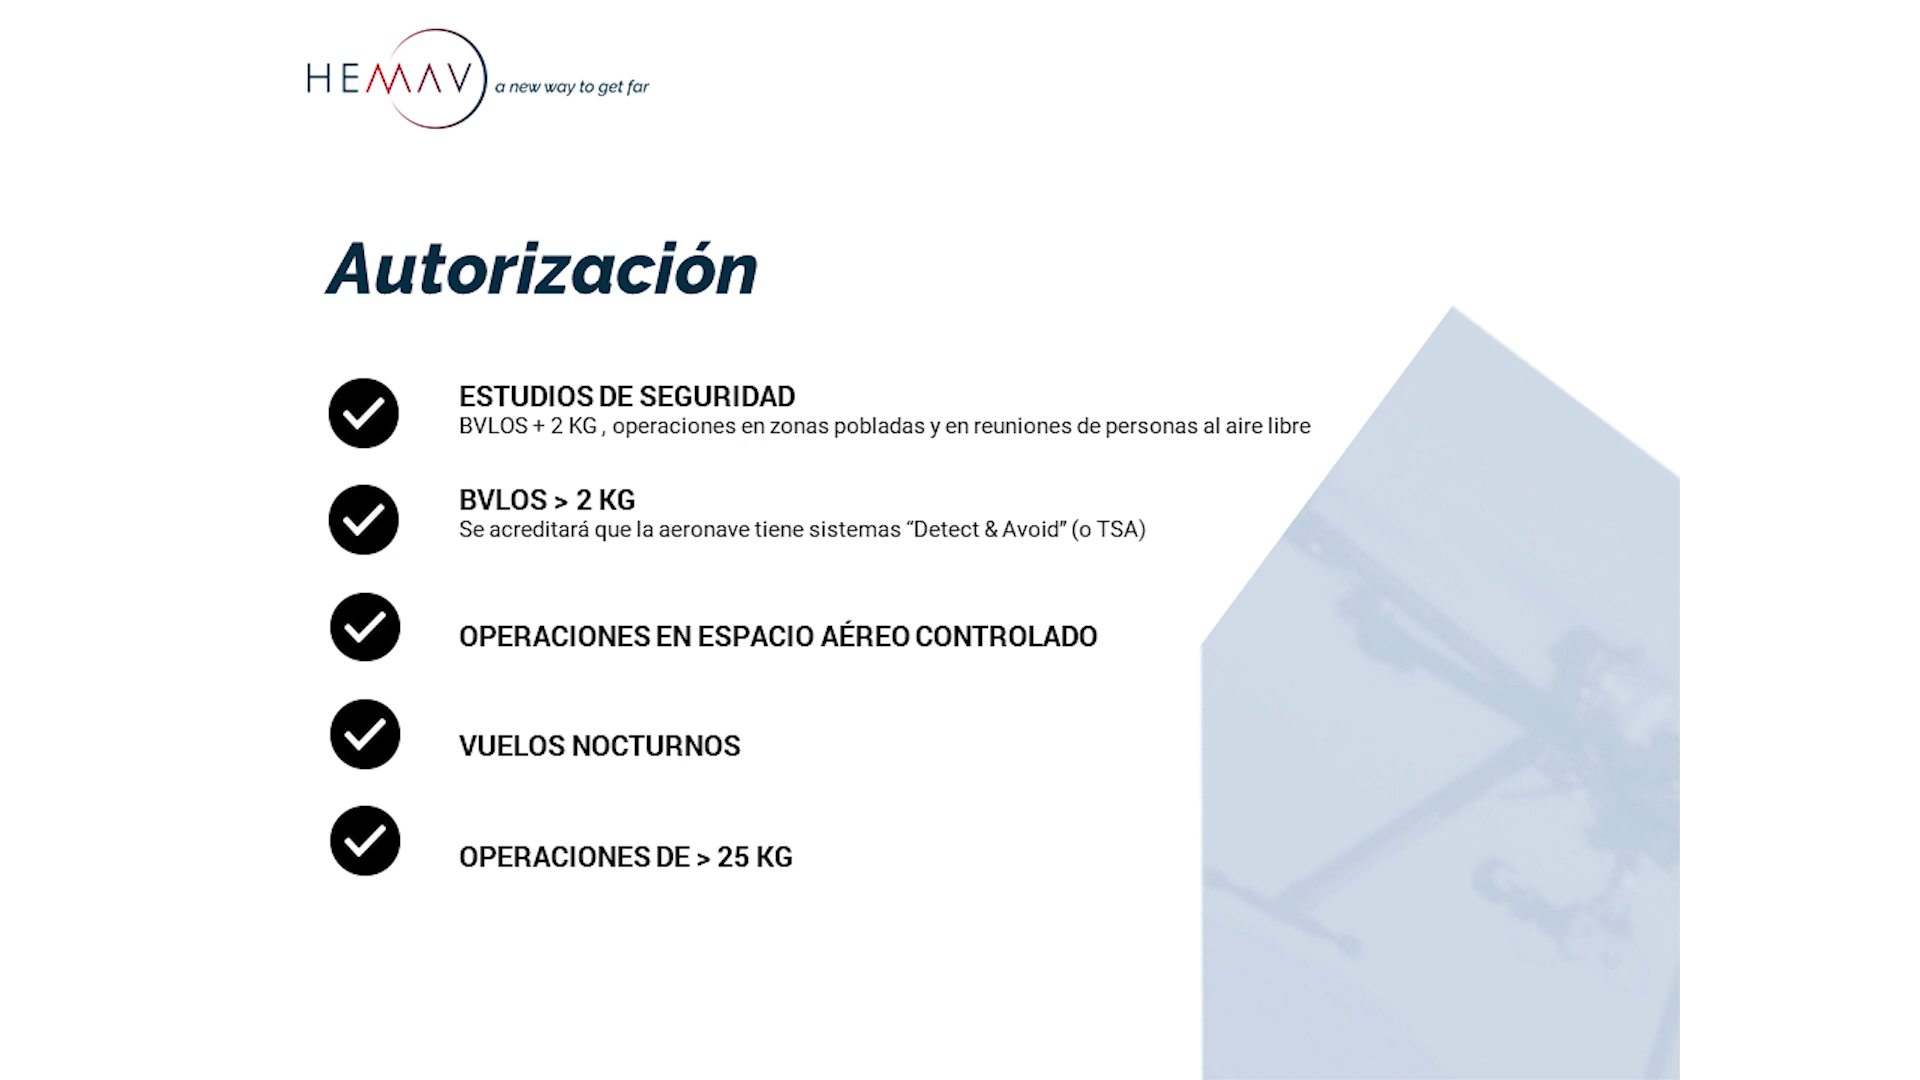 HEMAV a new way to get far
Autorización
ESTUDIOS DE SEGURIDAD
BVLOS + 2 KG , operaciones en zonas pobladas y en reuniones de personas al aire libre
BVLOS > 2 KG
Se acreditará que la aeronave tiene sistemas “Detect & Avoid” (o TSA)
OPERACIONES EN ESPACIO AÉREO CONTROLADO
VUELOS NOCTURNOS
OPERACIONES DE > 25 KG